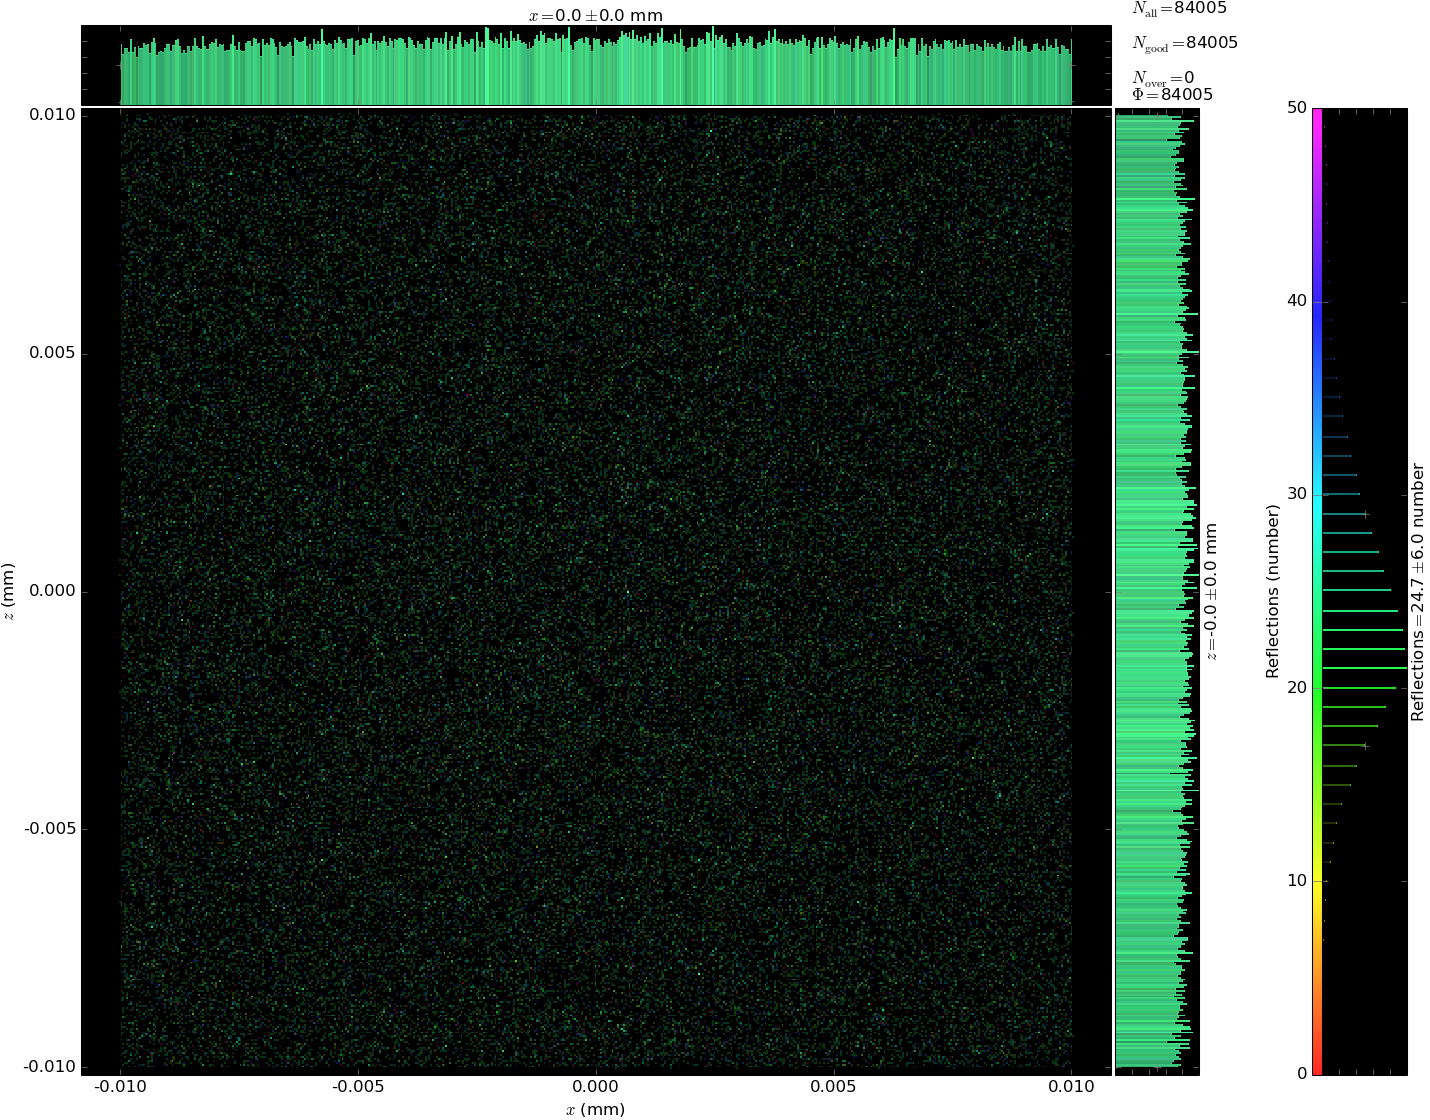 x=0.0±0.0 mm
N_all=84005
N_good=84005
N_over=0
Φ=84005
0.010
0.005
0.000
-0.005
-0.010
z (mm)
-0.010 -0.005 0.000 0.005 0.010
x (mm)
z=-0.0±0.0 mm
50
40
30
20
10
0
Reflections (number)
Reflections=24.7±6.0 number